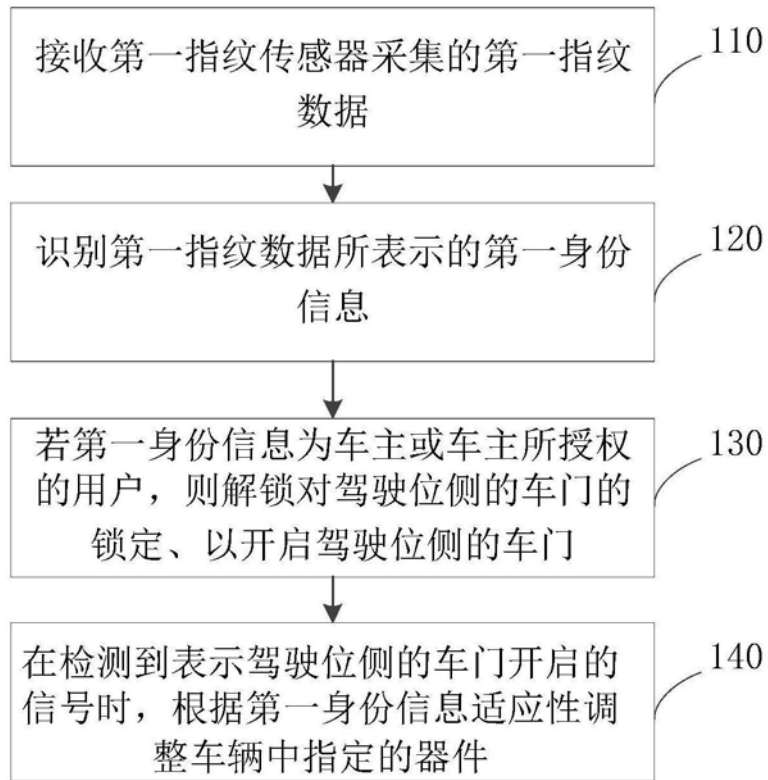 接收第一指纹传感器采集的第一指纹
数据
110
识别第一指纹数据所表示的第一身份
信息
120
若第一身份信息为车主或车主所授权
的用户，则解锁对驾驶位侧的车门的
锁定、以开启驾驶位侧的车门
130
在检测到表示驾驶位侧的车门开启的
信号时，根据第一身份信息适应性调
整车辆中指定的器件
140